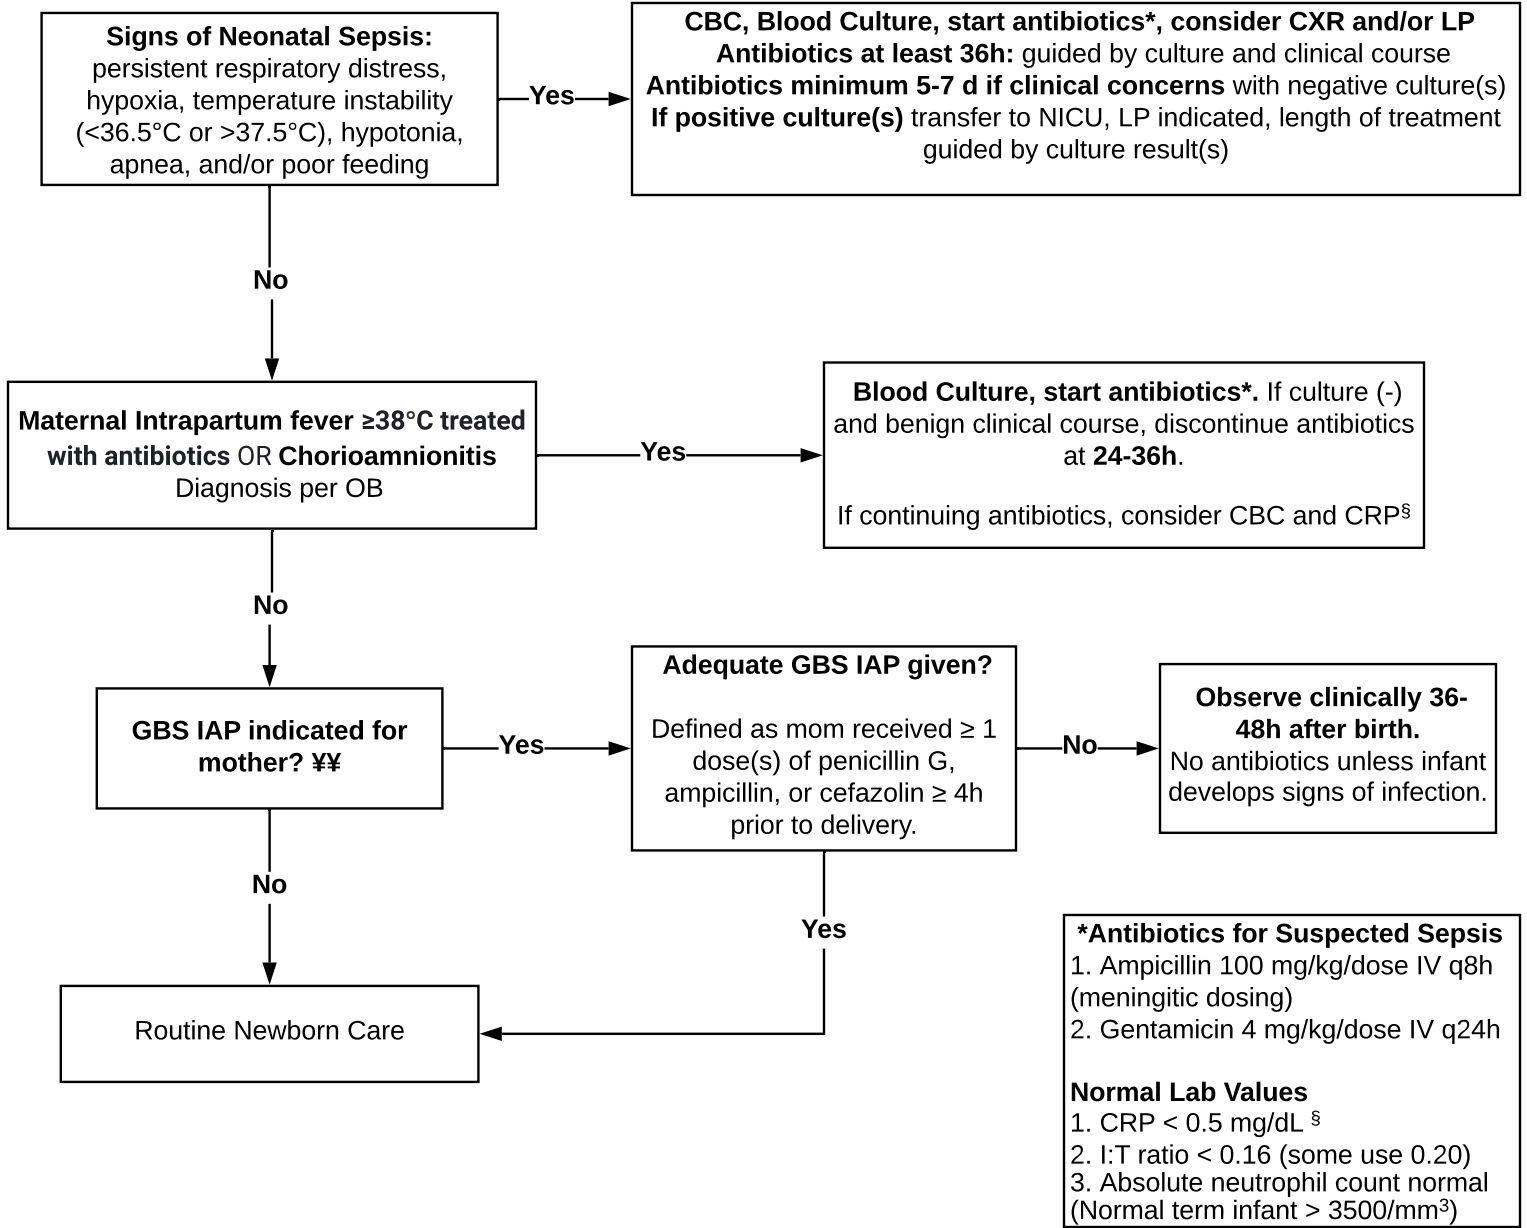 Signs of Neonatal Sepsis:
persistent respiratory distress,
hypoxia, temperature instability
(<36.5°C or >37.5°C), hypotonia,
apnea, and/or poor feeding
Yes
CBC, Blood Culture, start antibiotics*, consider CXR and/or LP
Antibiotics at least 36h: guided by culture and clinical course
Antibiotics minimum 5-7 d if clinical concerns with negative culture(s)
If positive culture(s) transfer to NICU, LP indicated, length of treatment
guided by culture result(s)
No
Maternal Intrapartum fever ≥38°C treated
with antibiotics OR Chorioamnionitis
Diagnosis per OB
Yes
Blood Culture, start antibiotics*. If culture (-)
and benign clinical course, discontinue antibiotics
at 24-36h.
If continuing antibiotics, consider CBC and CRP§
No
GBS IAP indicated for
mother? ¥¥
Yes
Adequate GBS IAP given?
Defined as mom received ≥ 1
dose(s) of penicillin G,
ampicillin, or cefazolin ≥ 4h
prior to delivery.
No
Observe clinically 36-
48h after birth.
No antibiotics unless infant
develops signs of infection.
No
Yes
Routine Newborn Care
*Antibiotics for Suspected Sepsis
1. Ampicillin 100 mg/kg/dose IV q8h
(meningitic dosing)
2. Gentamicin 4 mg/kg/dose IV q24h
Normal Lab Values
1. CRP < 0.5 mg/dL §
2. I:T ratio < 0.16 (some use 0.20)
3. Absolute neutrophil count normal
(Normal term infant > 3500/mm³)